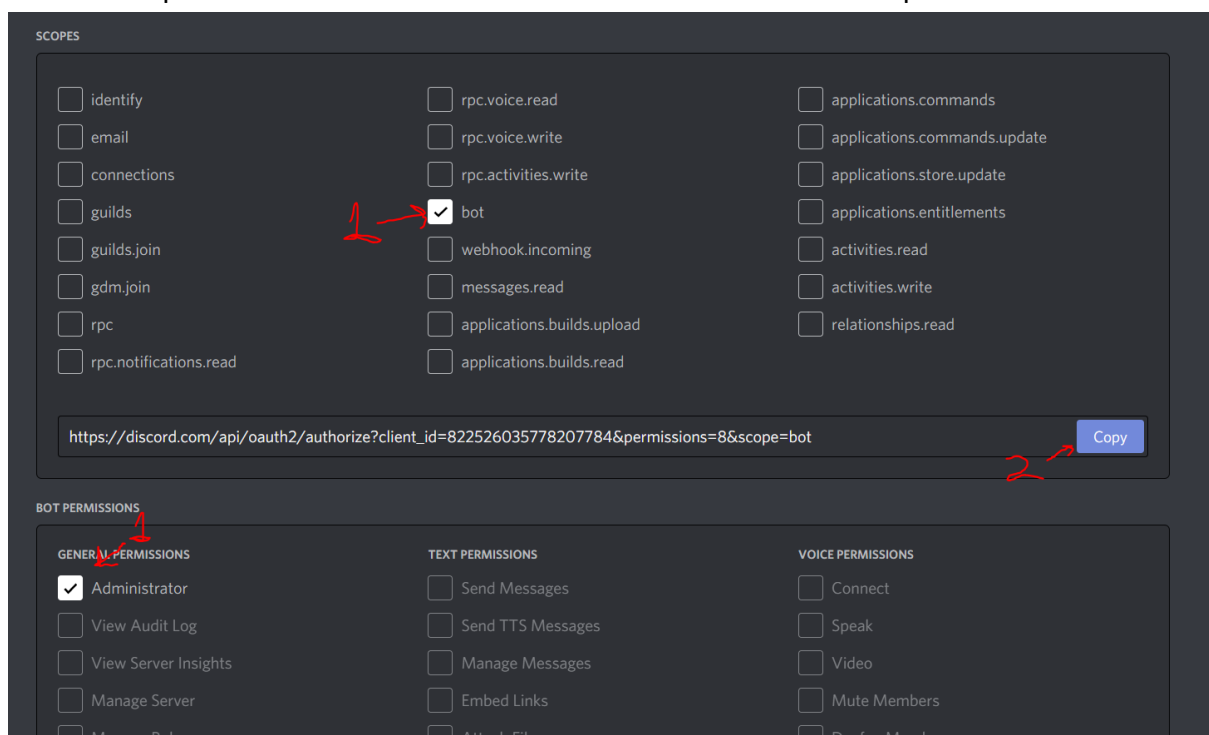 SCOPES
identify
rpc.voice.read
applications.commands
email
rpc.voice.write
applications.commands.update
connections
rpc.activities.write
applications.store.update
guilds
1
bot
applications.entitlements
guilds.join
webhook.incoming
activities.read
gdm.join
messages.read
activities.write
rpc
applications.builds.upload
relationships.read
rpc.notifications.read
applications.builds.read
https://discord.com/api/oauth2/authorize?client_id=822526035778207784&permissions=8&scope=bot
Copy
2
BOT PERMISSIONS
1
GENERAL PERMISSIONS
TEXT PERMISSIONS
VOICE PERMISSIONS
Administrator
Send Messages
Connect
View Audit Log
Send TTS Messages
Speak
View Server Insights
Manage Messages
Video
Manage Server
Embed Links
Mute Members